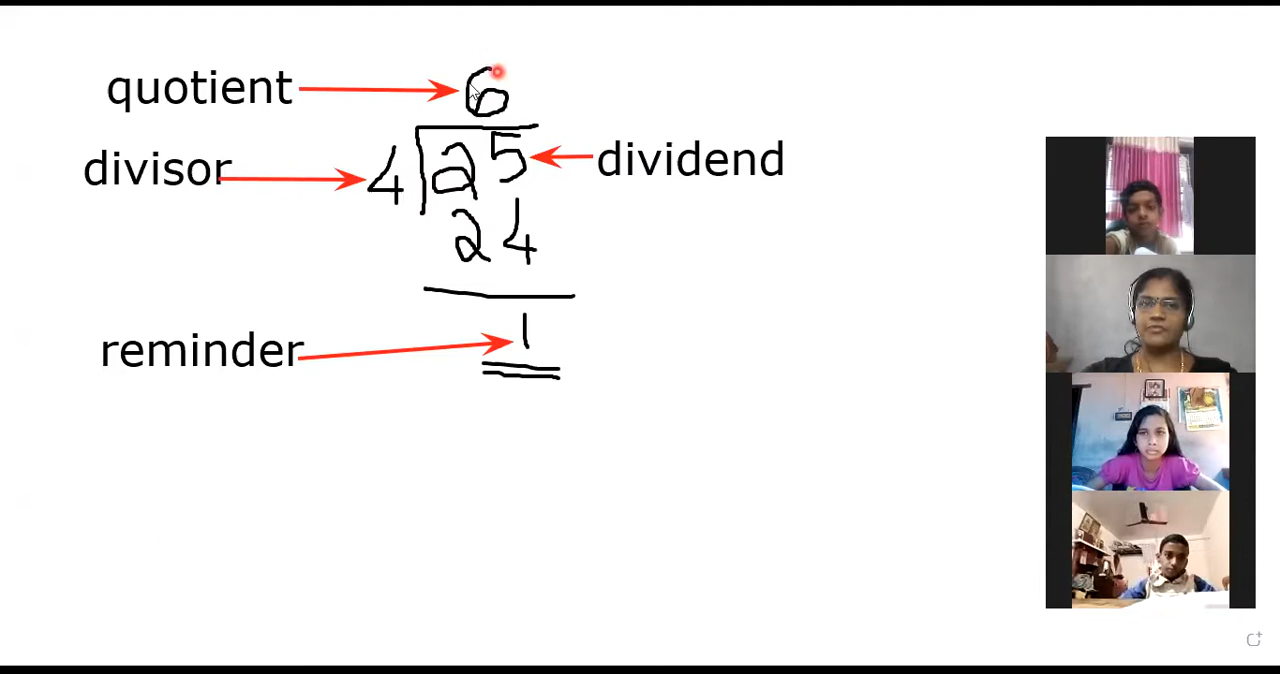 quotient 6
divisor 4 25 dividend
24
reminder 1